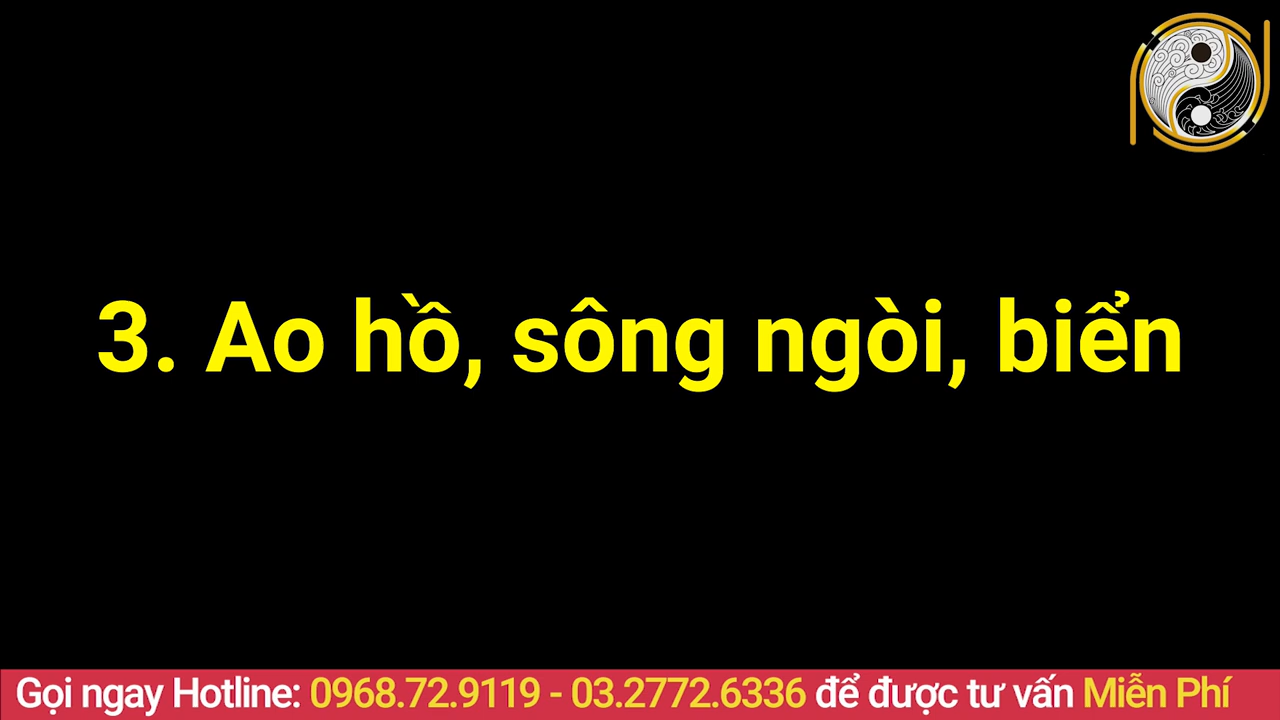 3. Ao hồ, sông ngòi, biển
Gọi ngay Hotline: 0968.72.9119 - 03.2772.6336 để được tư vấn Miễn Phí